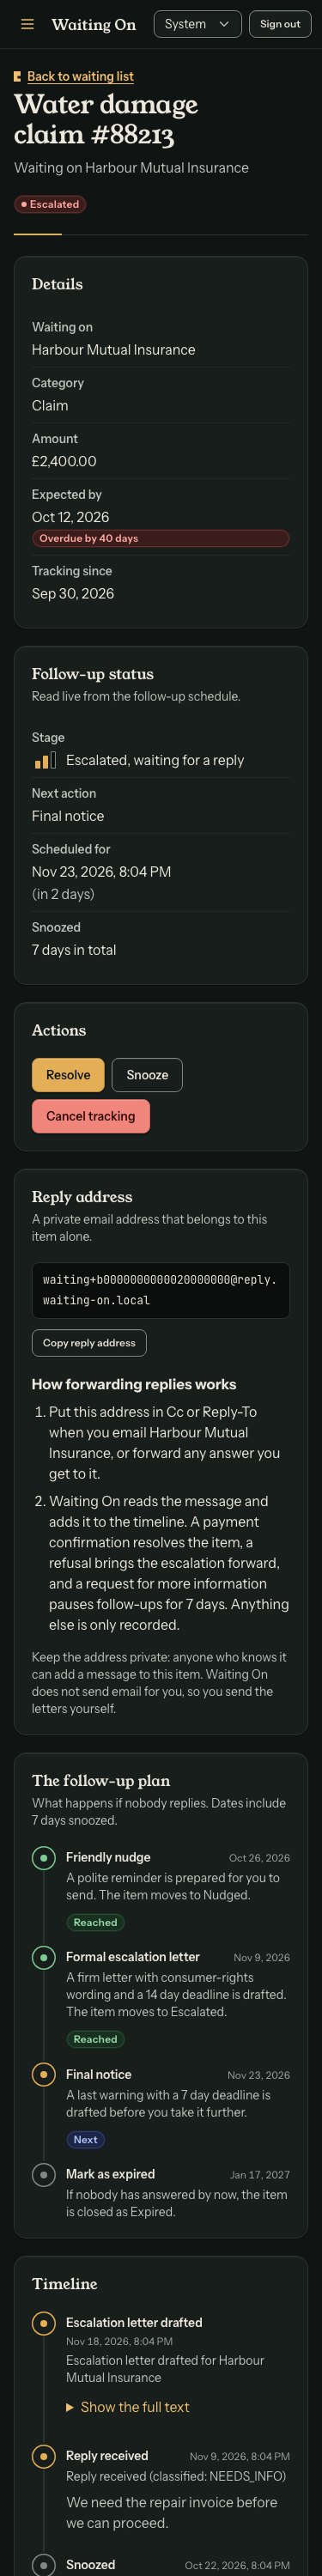 Waiting On
System
Sign out
Back to waiting list
Water damage
claim #88213
Waiting on Harbour Mutual Insurance
Escalated
Details
Waiting on
Harbour Mutual Insurance
Category
Claim
Amount
£2,400.00
Expected by
Oct 12, 2026
Overdue by 40 days
Tracking since
Sep 30, 2026
Follow-up status
Read live from the follow-up schedule.
Stage
Escalated, waiting for a reply
Next action
Final notice
Scheduled for
Nov 23, 2026, 8:04 PM
(in 2 days)
Snoozed
7 days in total
Actions
Resolve
Snooze
Cancel tracking
Reply address
A private email address that belongs to this
item alone.
waiting+b0000000000020000000@reply.
waiting-on.local
Copy reply address
How forwarding replies works
1. Put this address in Cc or Reply-To
when you email Harbour Mutual
Insurance, or forward any answer you
get to it.
2. Waiting On reads the message and
adds it to the timeline. A payment
confirmation resolves the item, a
refusal brings the escalation forward,
and a request for more information
pauses follow-ups for 7 days. Anything
else is only recorded.
Keep the address private: anyone who knows it
can add a message to this item. Waiting On
does not send email for you, so you send the
letters yourself.
The follow-up plan
What happens if nobody replies. Dates include
7 days snoozed.
Friendly nudge
Oct 26, 2026
A polite reminder is prepared for you to
send. The item moves to Nudged.
Reached
Formal escalation letter
Nov 9, 2026
A firm letter with consumer-rights
wording and a 14 day deadline is drafted.
The item moves to Escalated.
Reached
Final notice
Nov 23, 2026
A last warning with a 7 day deadline is
drafted before you take it further.
Next
Mark as expired
Jan 17, 2027
If nobody has answered by now, the item
is closed as Expired.
Timeline
Escalation letter drafted
Nov 18, 2026, 8:04 PM
Escalation letter drafted for Harbour
Mutual Insurance
Show the full text
Reply received
Nov 9, 2026, 8:04 PM
Reply received (classified: NEEDS_INFO)
We need the repair invoice before
we can proceed.
Snoozed
Oct 22, 2026, 8:04 PM